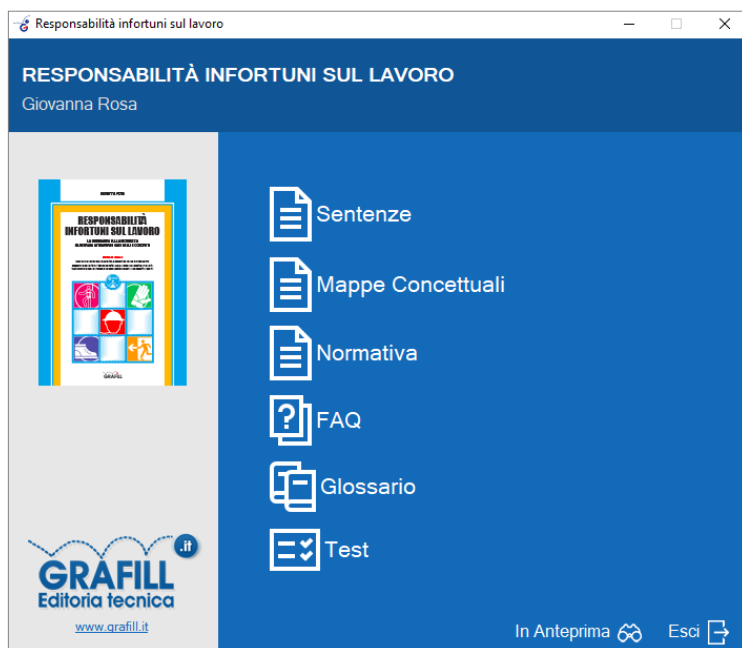 Responsabilità infortuni sul lavoro
RESPONSABILITÀ INFORTUNI SUL LAVORO
Giovanna Rosa
RESPONSABILITÀ
INFORTUNI SUL LAVORO
GRAFILL
Sentenze
Mappe Concettuali
Normativa
FAQ
Glossario
Test
.it
GRAFILL
Editoria tecnica
www.grafill.it
In Anteprima
Esci